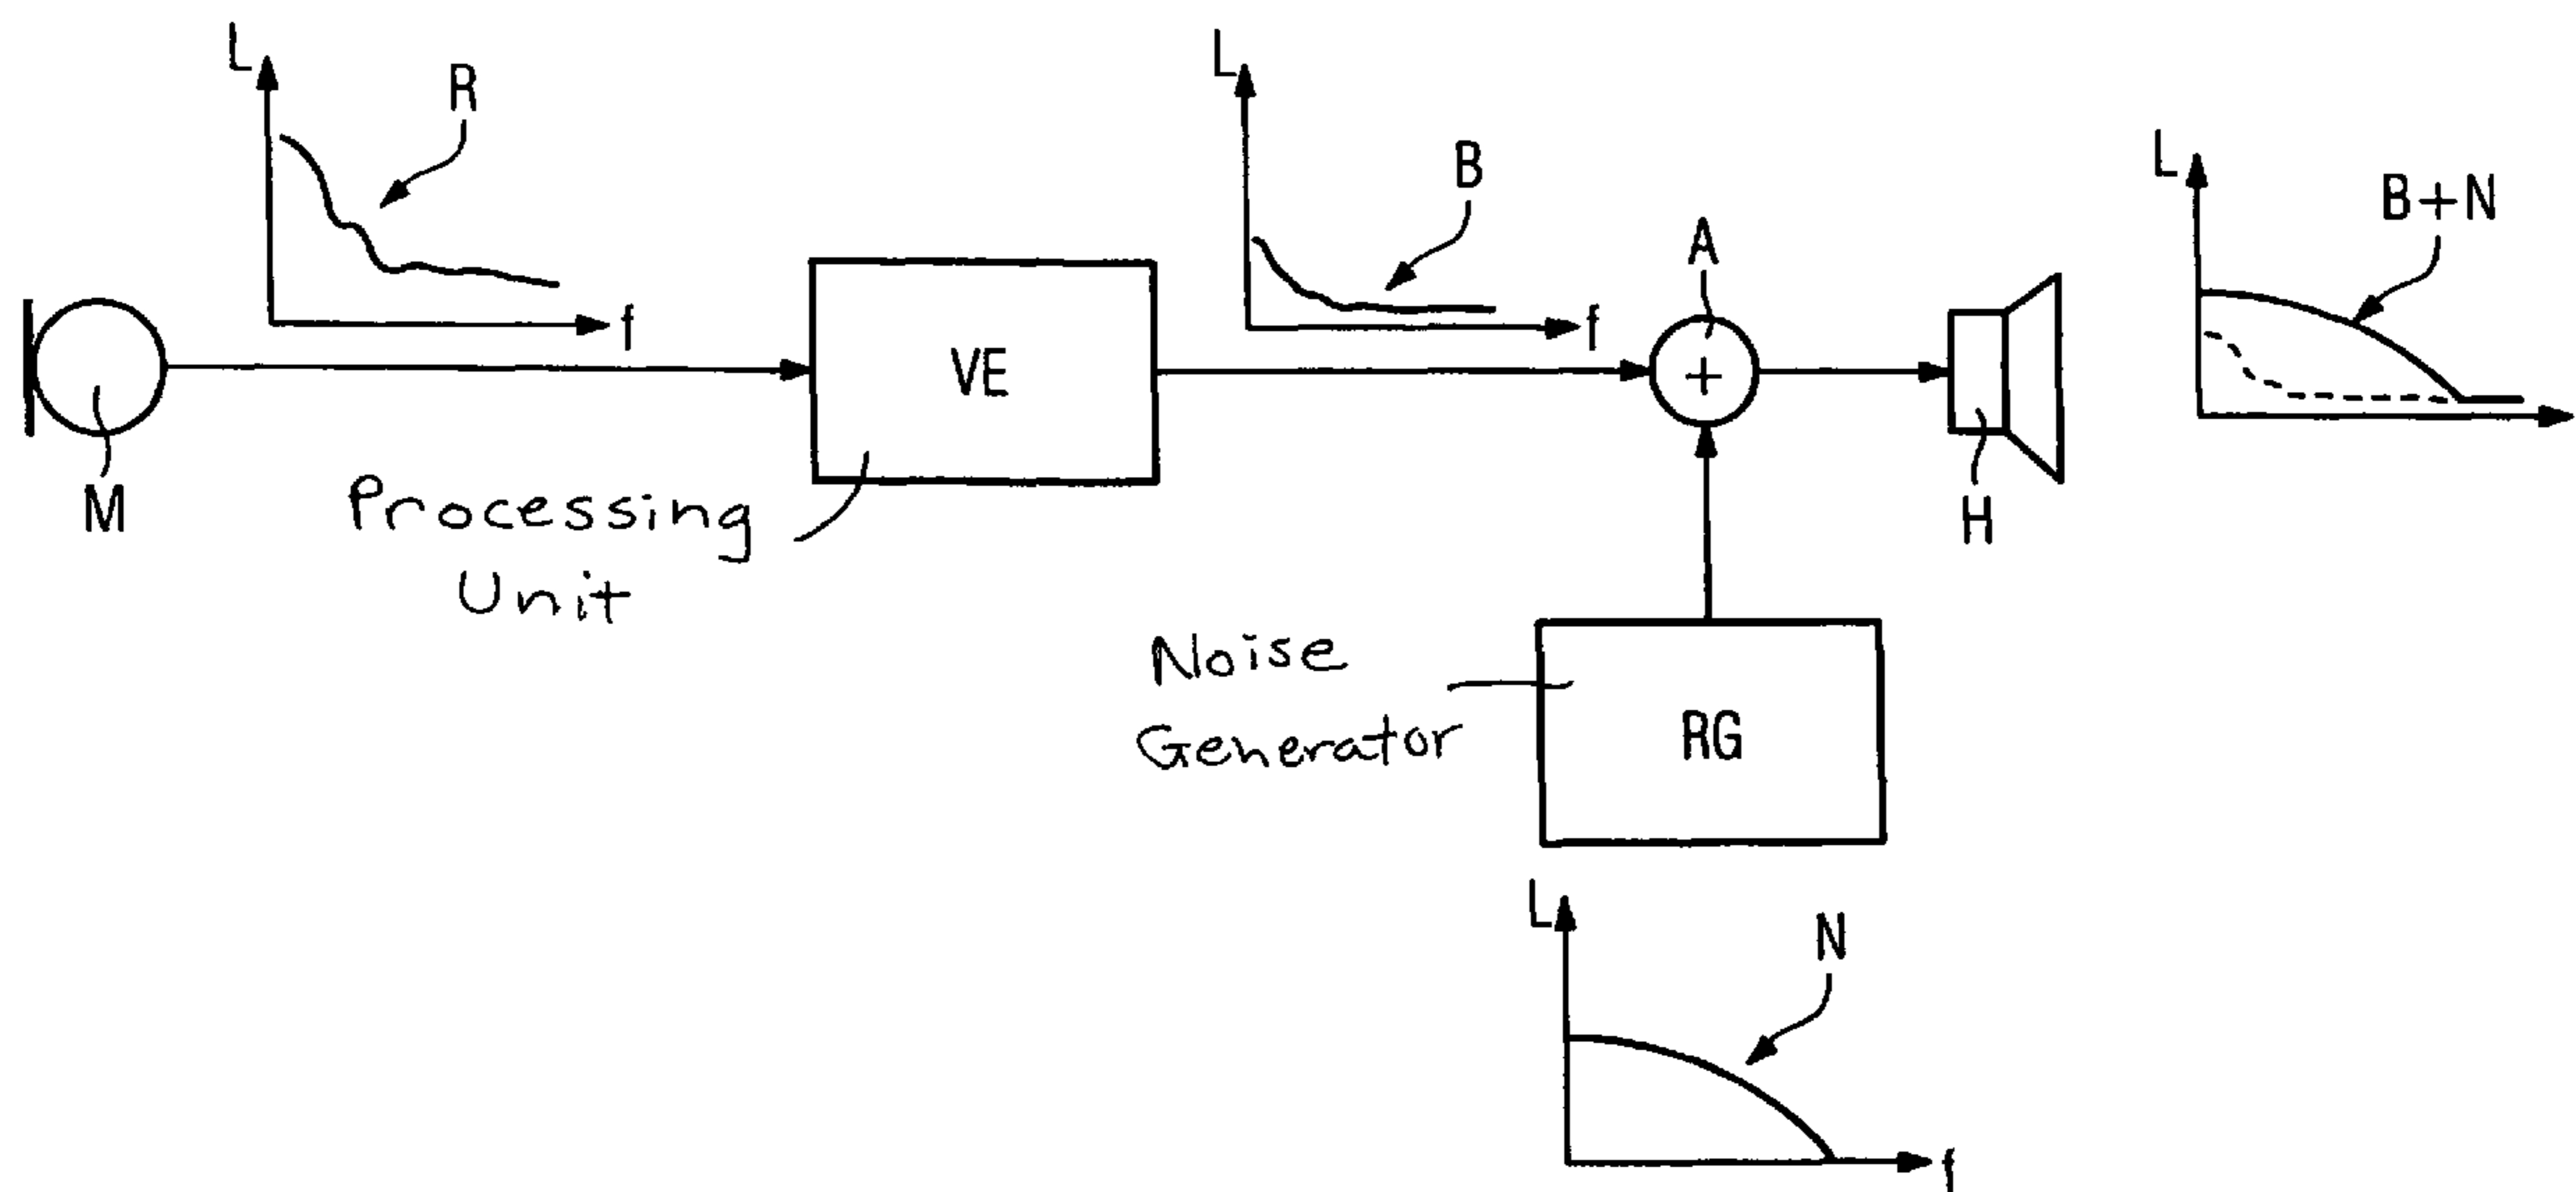 L
R
f
M
VE
Processing
Unit
L
B
f
A
+
H
L
B+N
Noise
Generator
RG
L
N
f